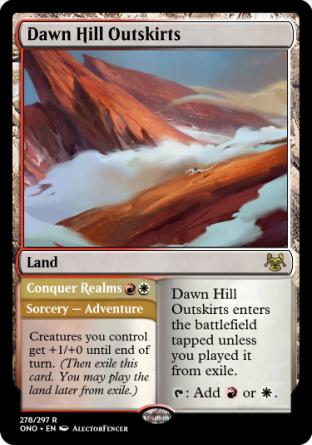 Dawn Hill Outskirts
Land
Conquer Realms
Sorcery — Adventure
Creatures you control
get +1/+0 until end of
turn. (Then exile this
card. You may play the
land later from exile.)
Dawn Hill
Outskirts enters
the battlefield
tapped unless
you played it
from exile.
: Add or .
278/297 R
ONO • EN AlectorFencer